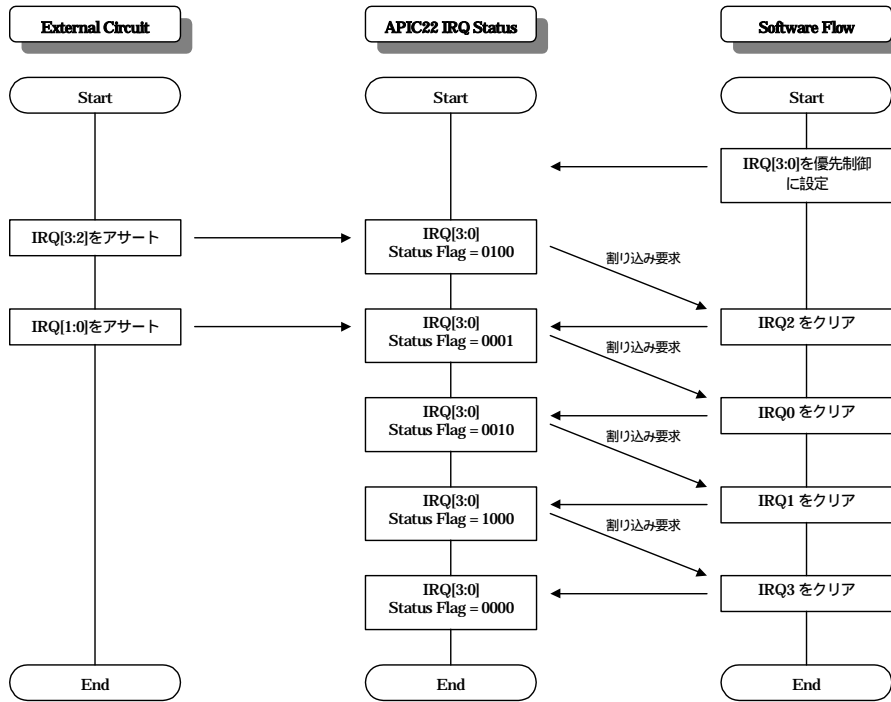 External Circuit
APIC22 IRQ Status
Software Flow
Start
Start
Start
IRQ[3:0]を優先制御
に設定
IRQ[3:2]をアサート
IRQ[3:0]
Status Flag = 0100
割り込み要求
IRQ[1:0]をアサート
IRQ[3:0]
Status Flag = 0001
IRQ2 をクリア
割り込み要求
IRQ[3:0]
Status Flag = 0010
IRQ0 をクリア
割り込み要求
IRQ[3:0]
Status Flag = 1000
IRQ1 をクリア
割り込み要求
IRQ[3:0]
Status Flag = 0000
IRQ3 をクリア
End
End
End